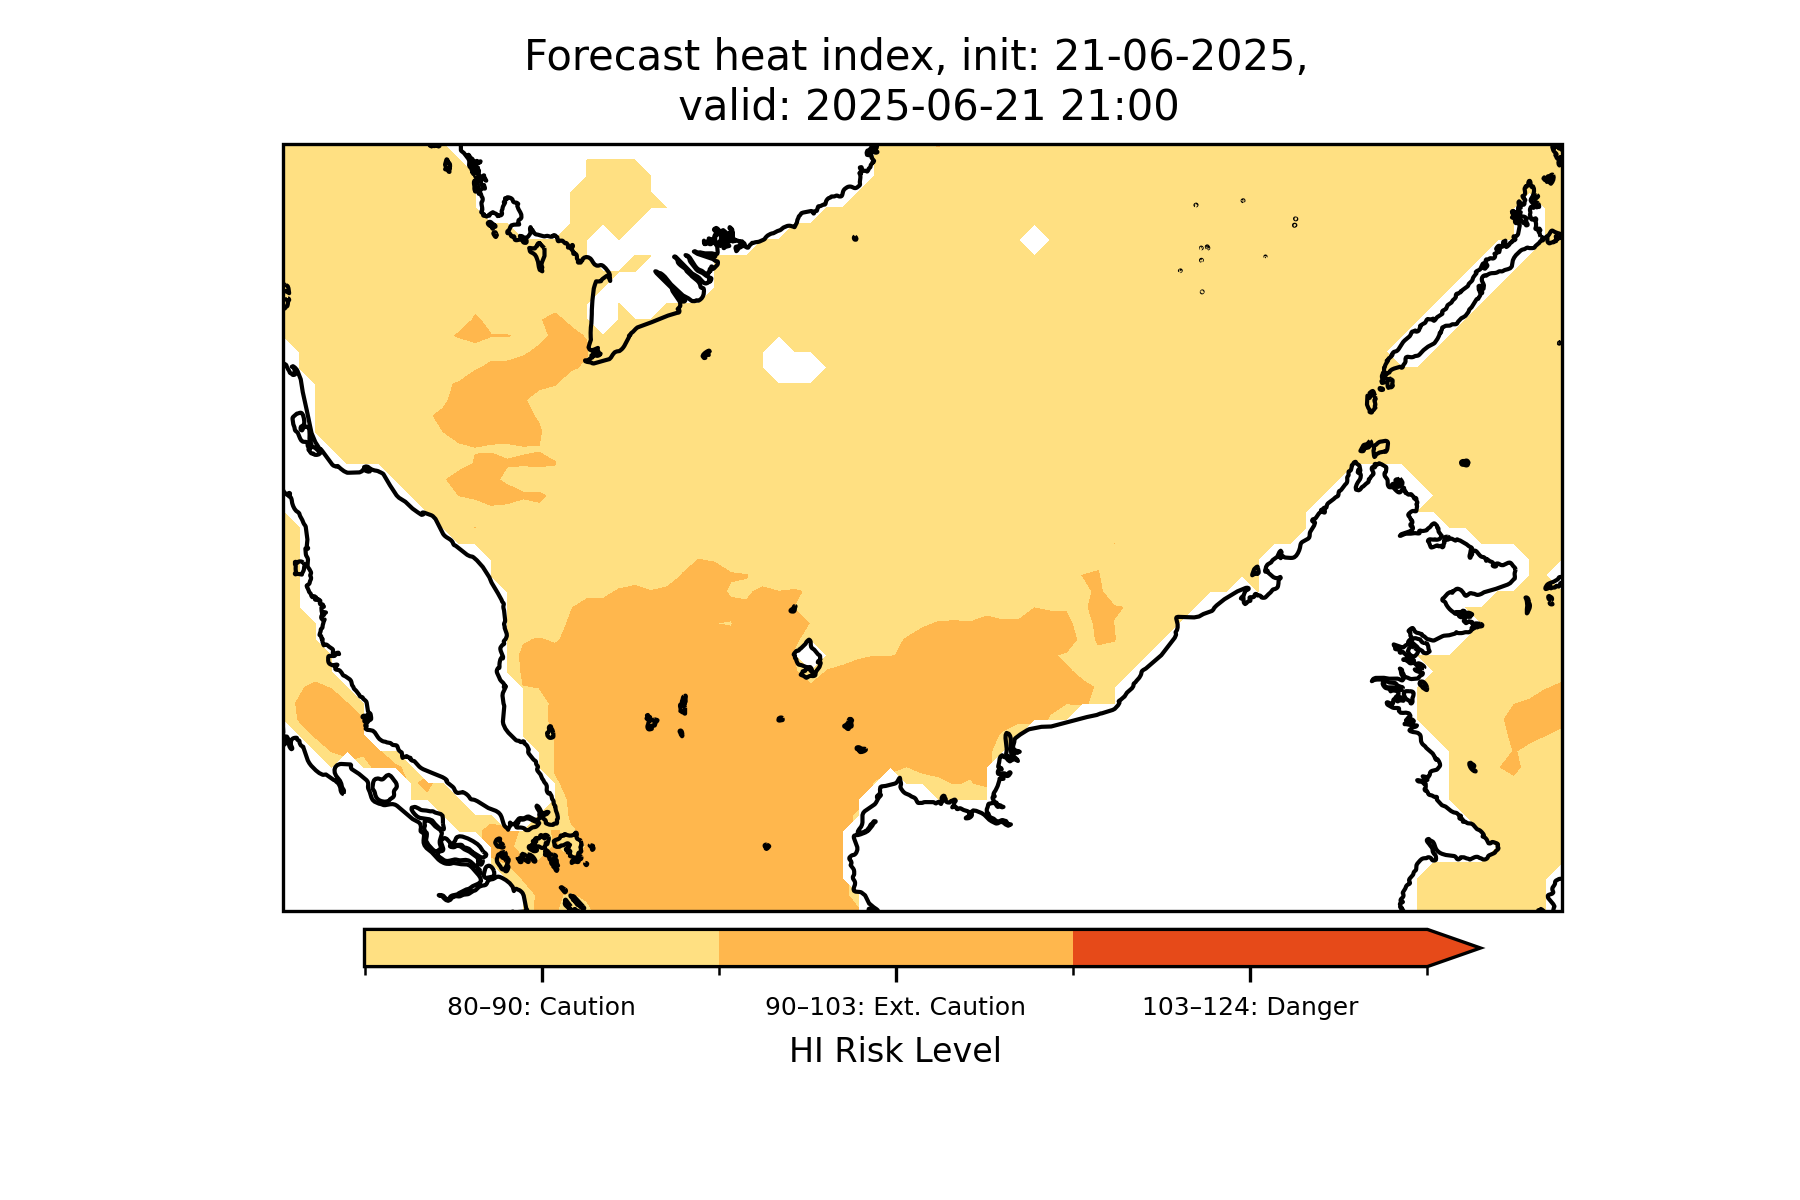 Forecast heat index, init: 21-06-2025,
valid: 2025-06-21 21:00
80–90: Caution
90–103: Ext. Caution
103–124: Danger
HI Risk Level